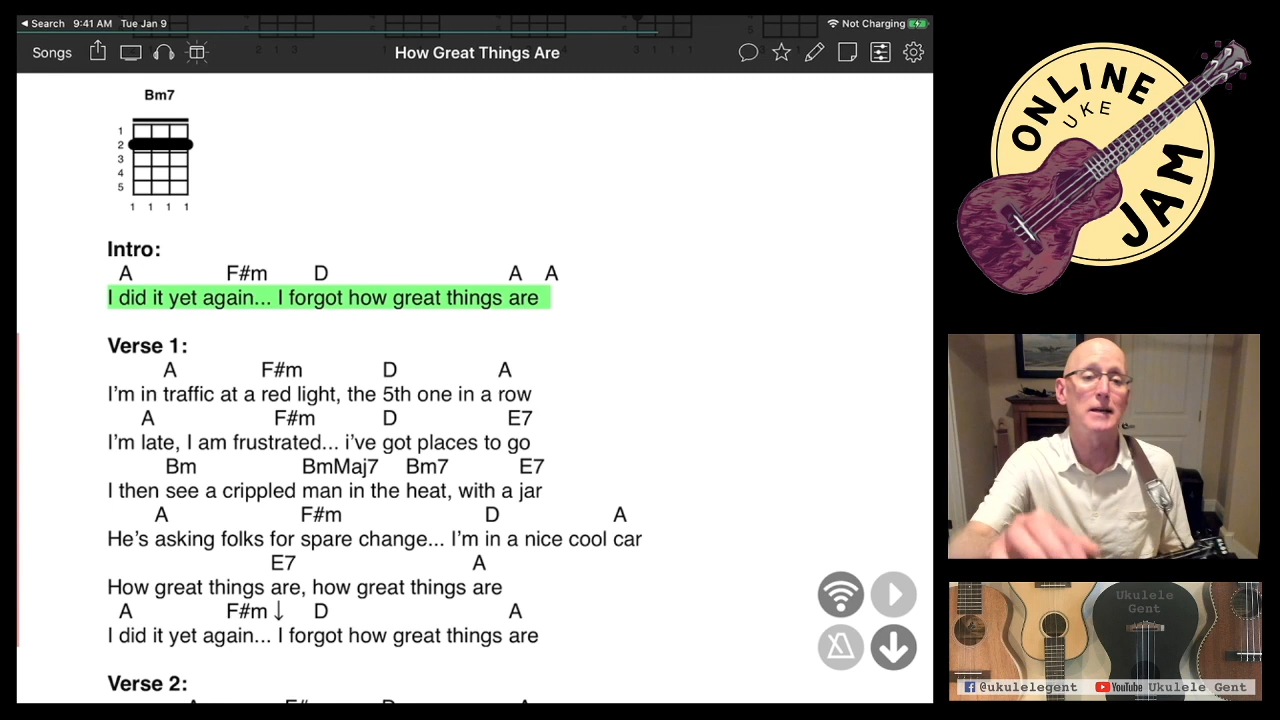 Search 9:41 AM Tue Jan 9
Not Charging
Songs
How Great Things Are
Bm7
1
2
3
4
5
1 1 1 1
Intro:
A F#m D A A
I did it yet again... I forgot how great things are
Verse 1:
A F#m D A
I'm in traffic at a red light, the 5th one in a row
A F#m D E7
I'm late, I am frustrated... i've got places to go
Bm BmMaj7 Bm7 E7
I then see a crippled man in the heat, with a jar
A F#m D A
He's asking folks for spare change... I'm in a nice cool car
E7 A
How great things are, how great things are
A F#m ↓ D A
I did it yet again... I forgot how great things are
Verse 2:
ONLINE
UKE
JAM
Ukulele
Gent
@ukulelegent YouTube Ukulele Gent